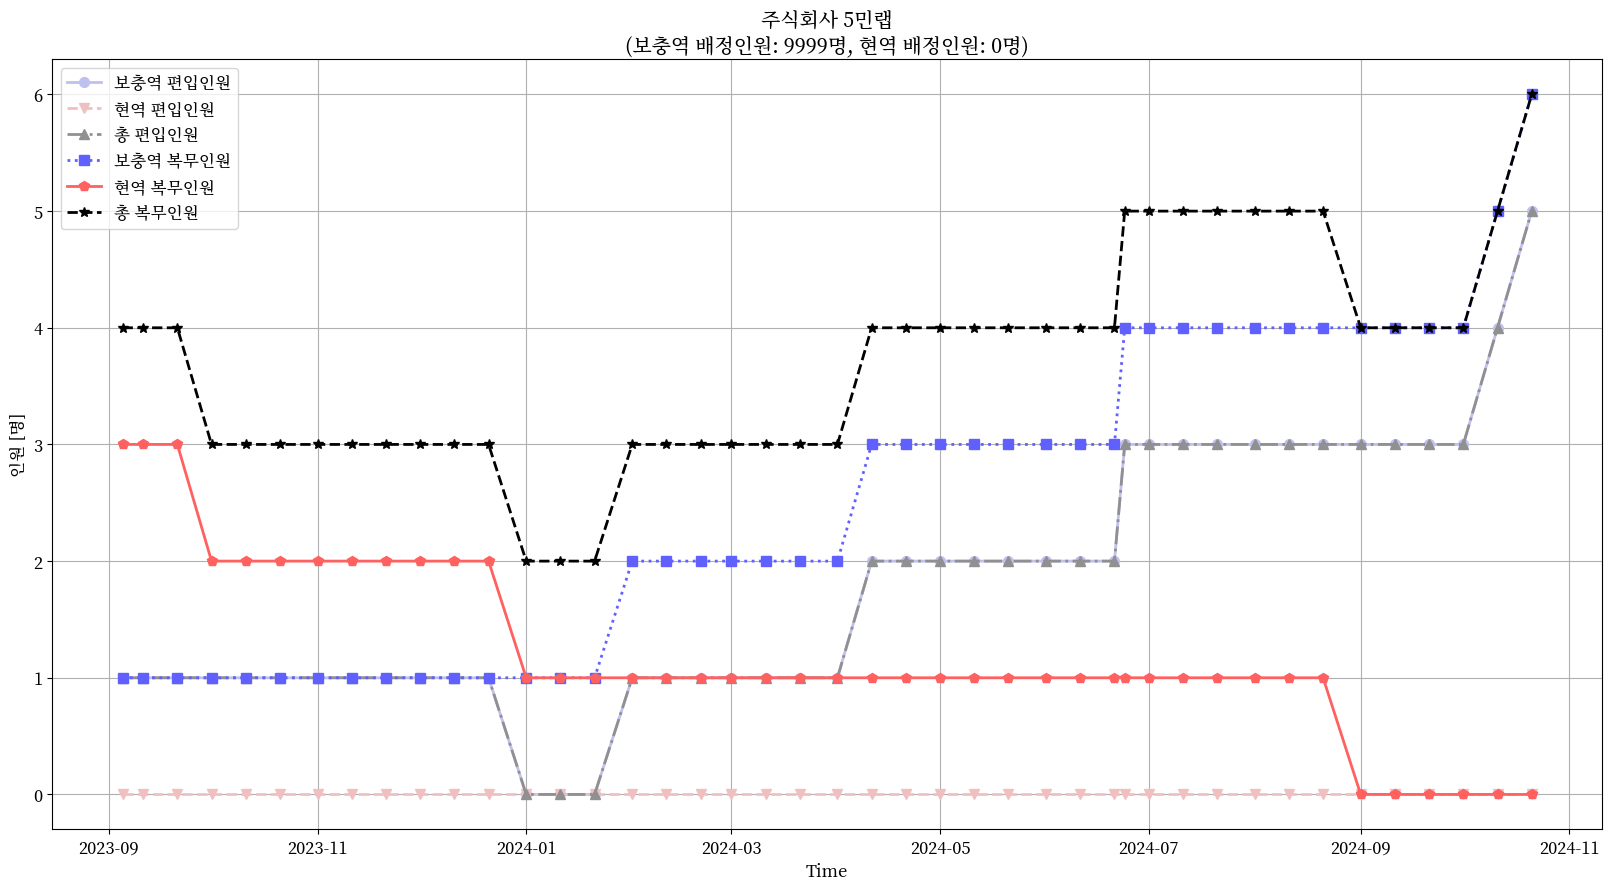 주식회사 5민랩
(보충역 배정인원: 9999명, 현역 배정인원: 0명)
보충역 편입인원
현역 편입인원
총 편입인원
보충역 복무인원
현역 복무인원
총 복무인원
인원 [명]
6
5
4
3
2
1
0
2023-09
2023-11
2024-01
2024-03
2024-05
2024-07
2024-09
2024-11
Time